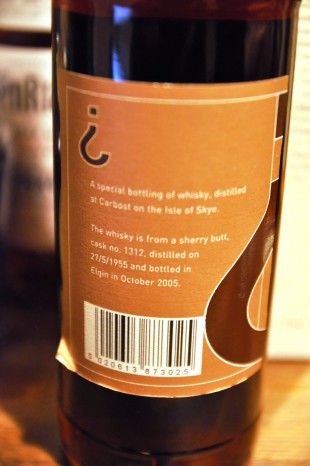 ¿
A special bottling of whisky, distilled
at Carbost on the Isle of Skye.
The whisky is from a sherry butt,
cask no. 1312, distilled on
27/5/1955 and bottled in
Elgin in October 2005.
5 020613 873025